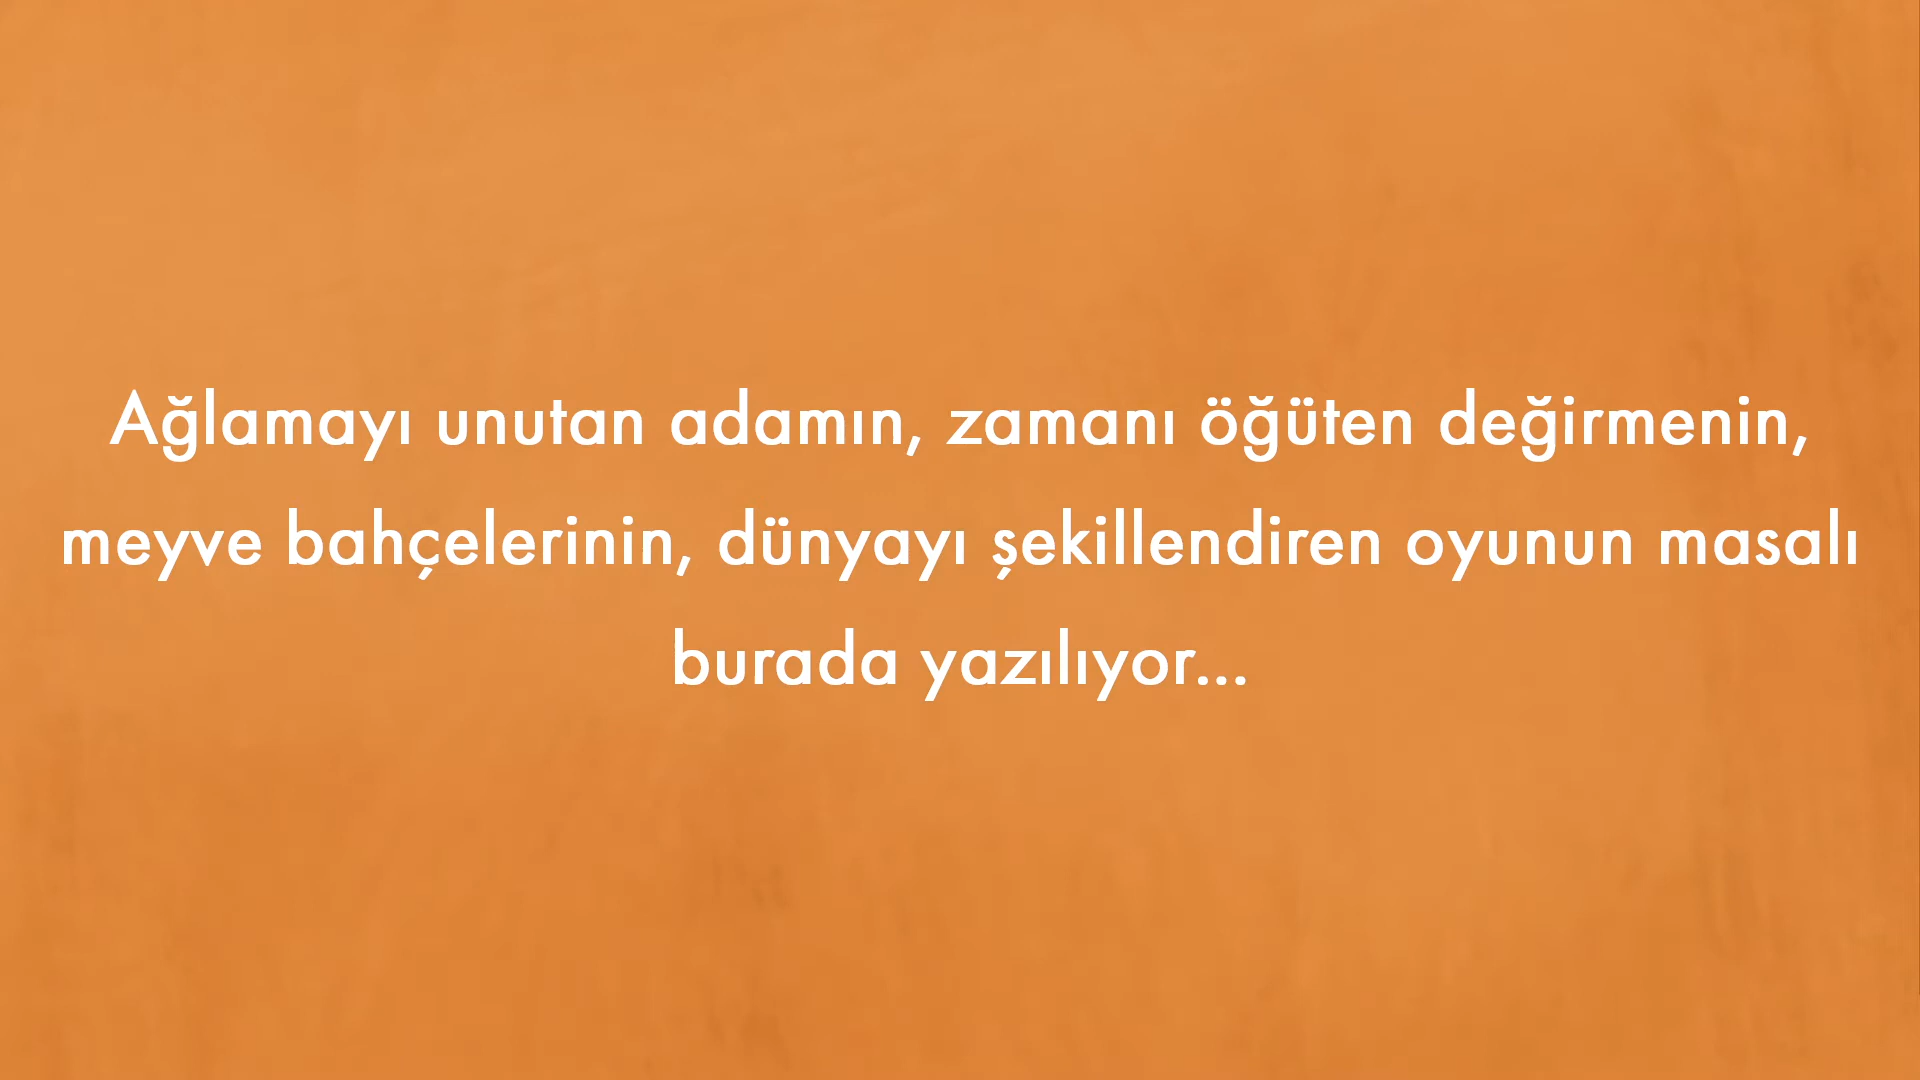 Ağlamayı unutan adamın, zamanı öğüten değirmenin,
meyve bahçelerinin, dünyayı şekillendiren oyunun masalı
burada yazılıyor...